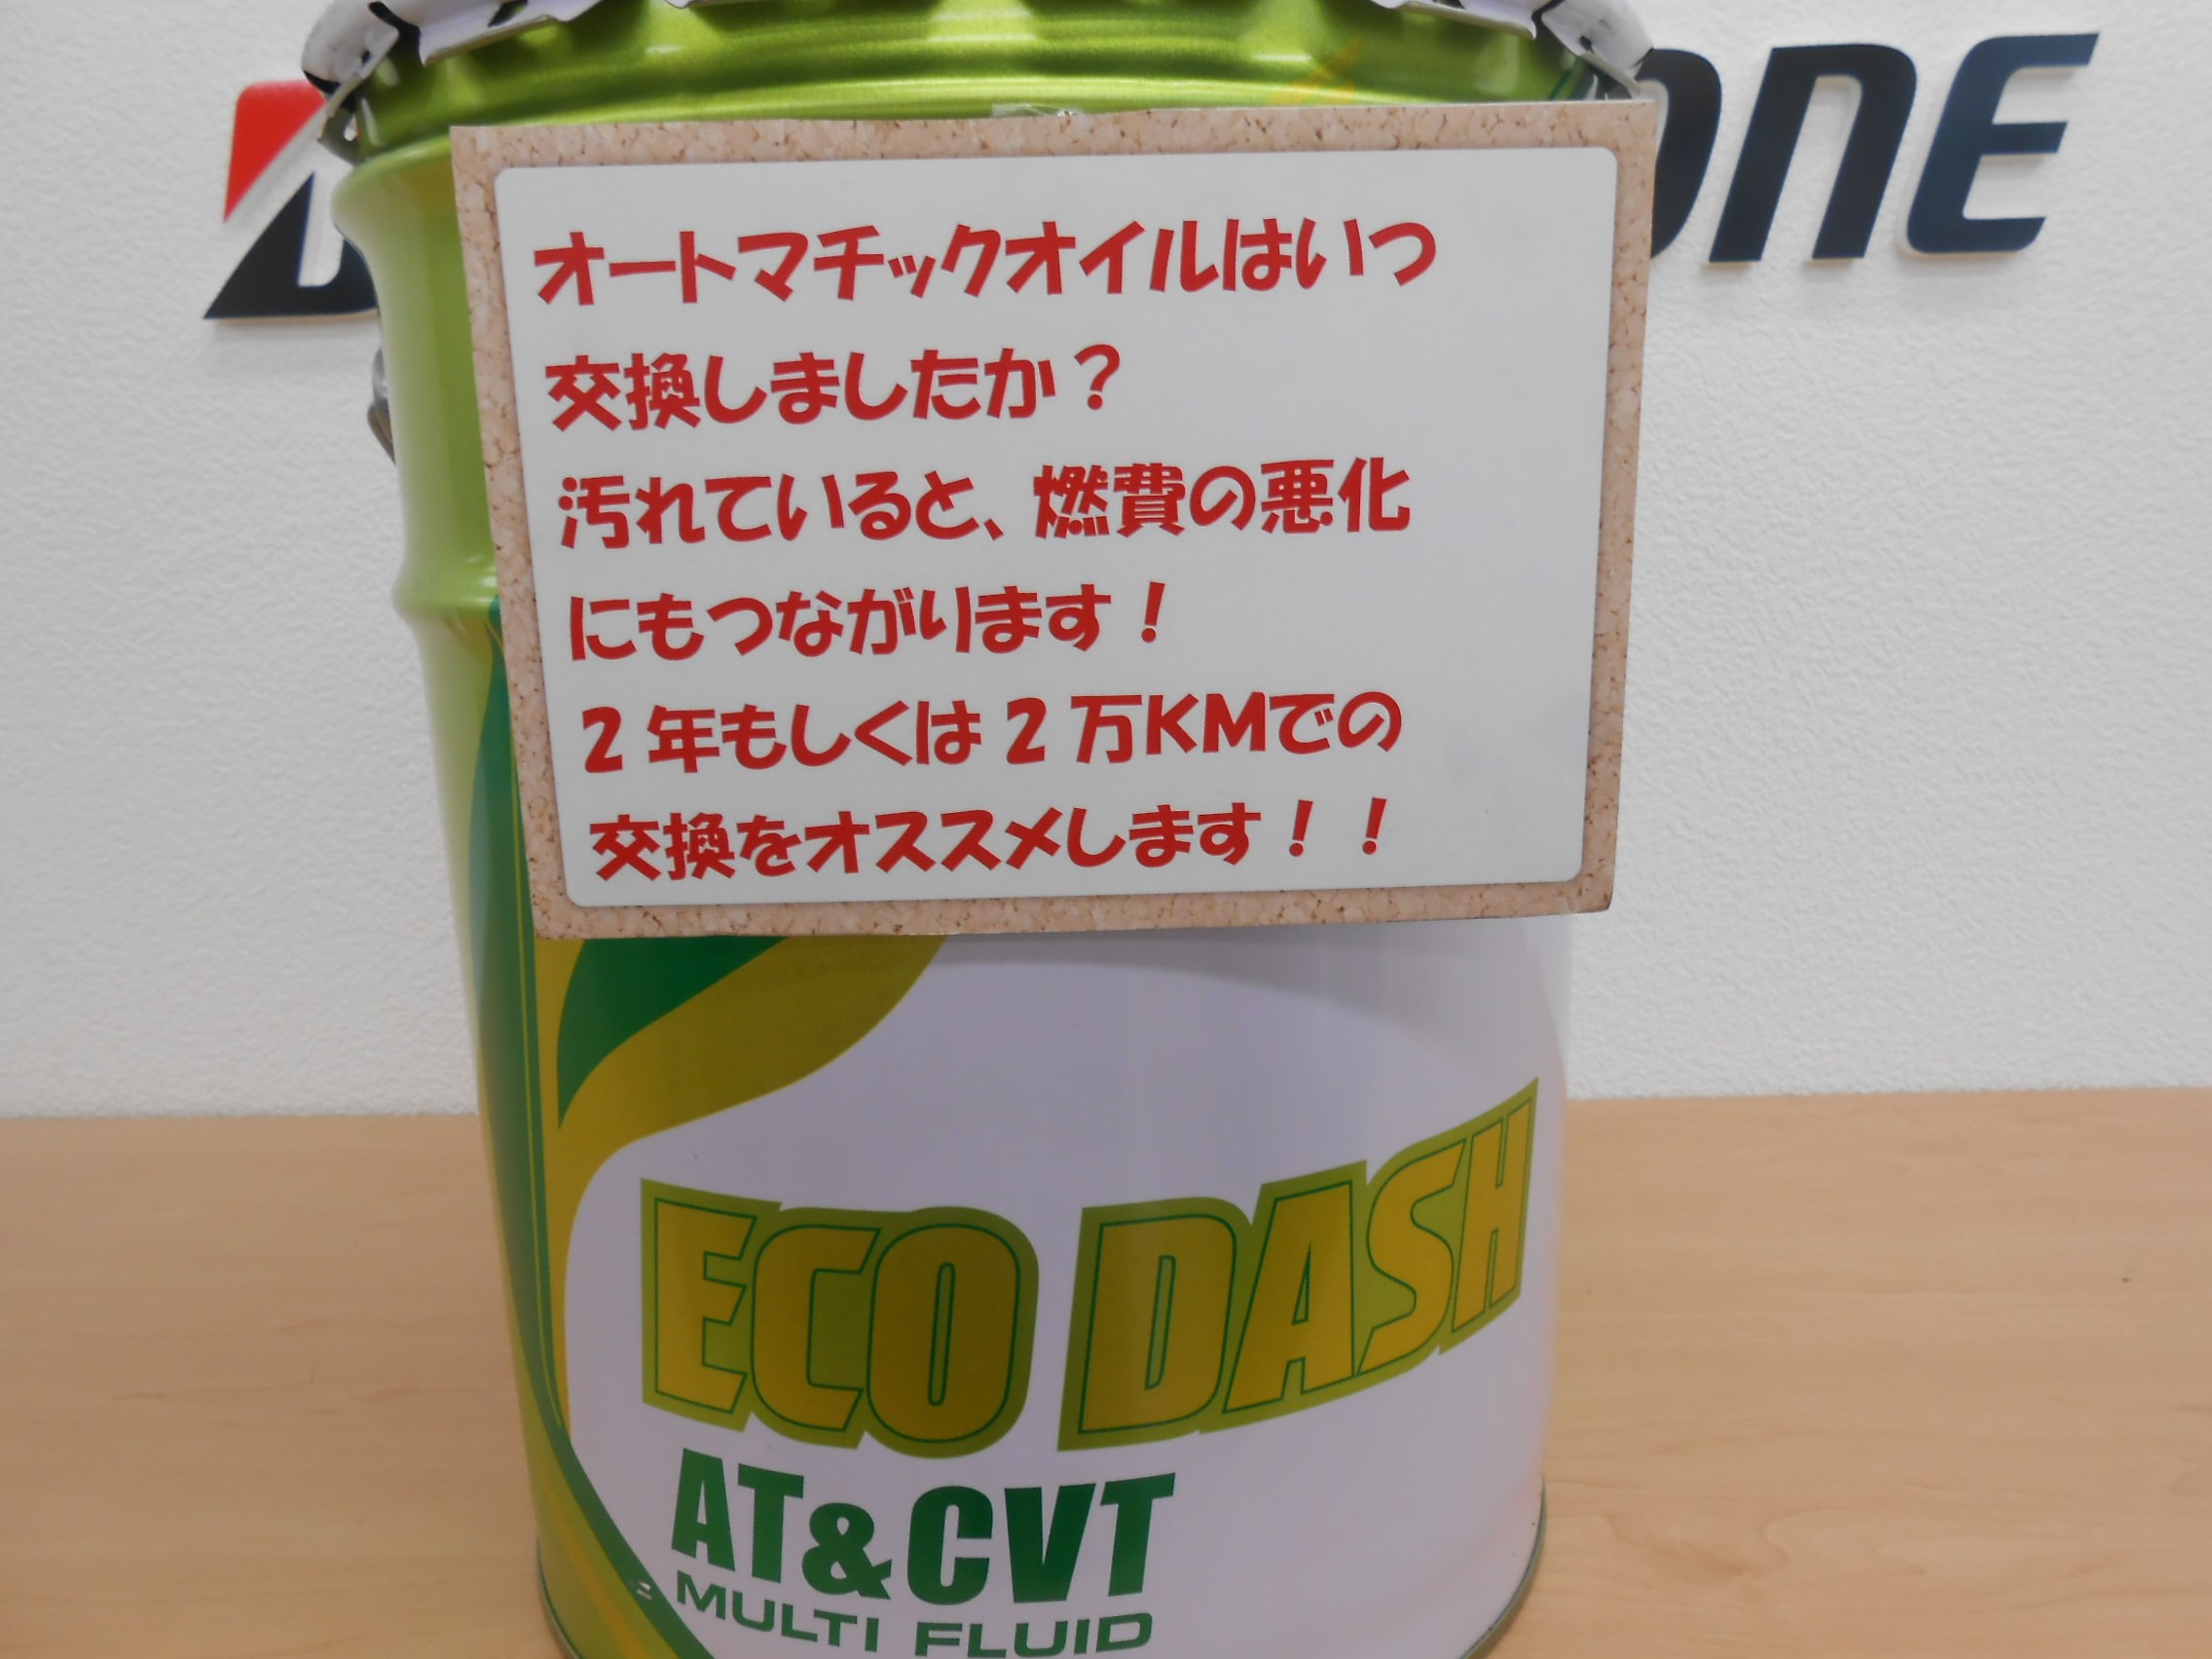 オートマチックオイルはいつ
交換しましたか？
汚れていると、燃費の悪化
にもつながります！
2年もしくは2万KMでの
交換をオススメします！！
ECO DASH
AT&CVT
MULTI FLUID